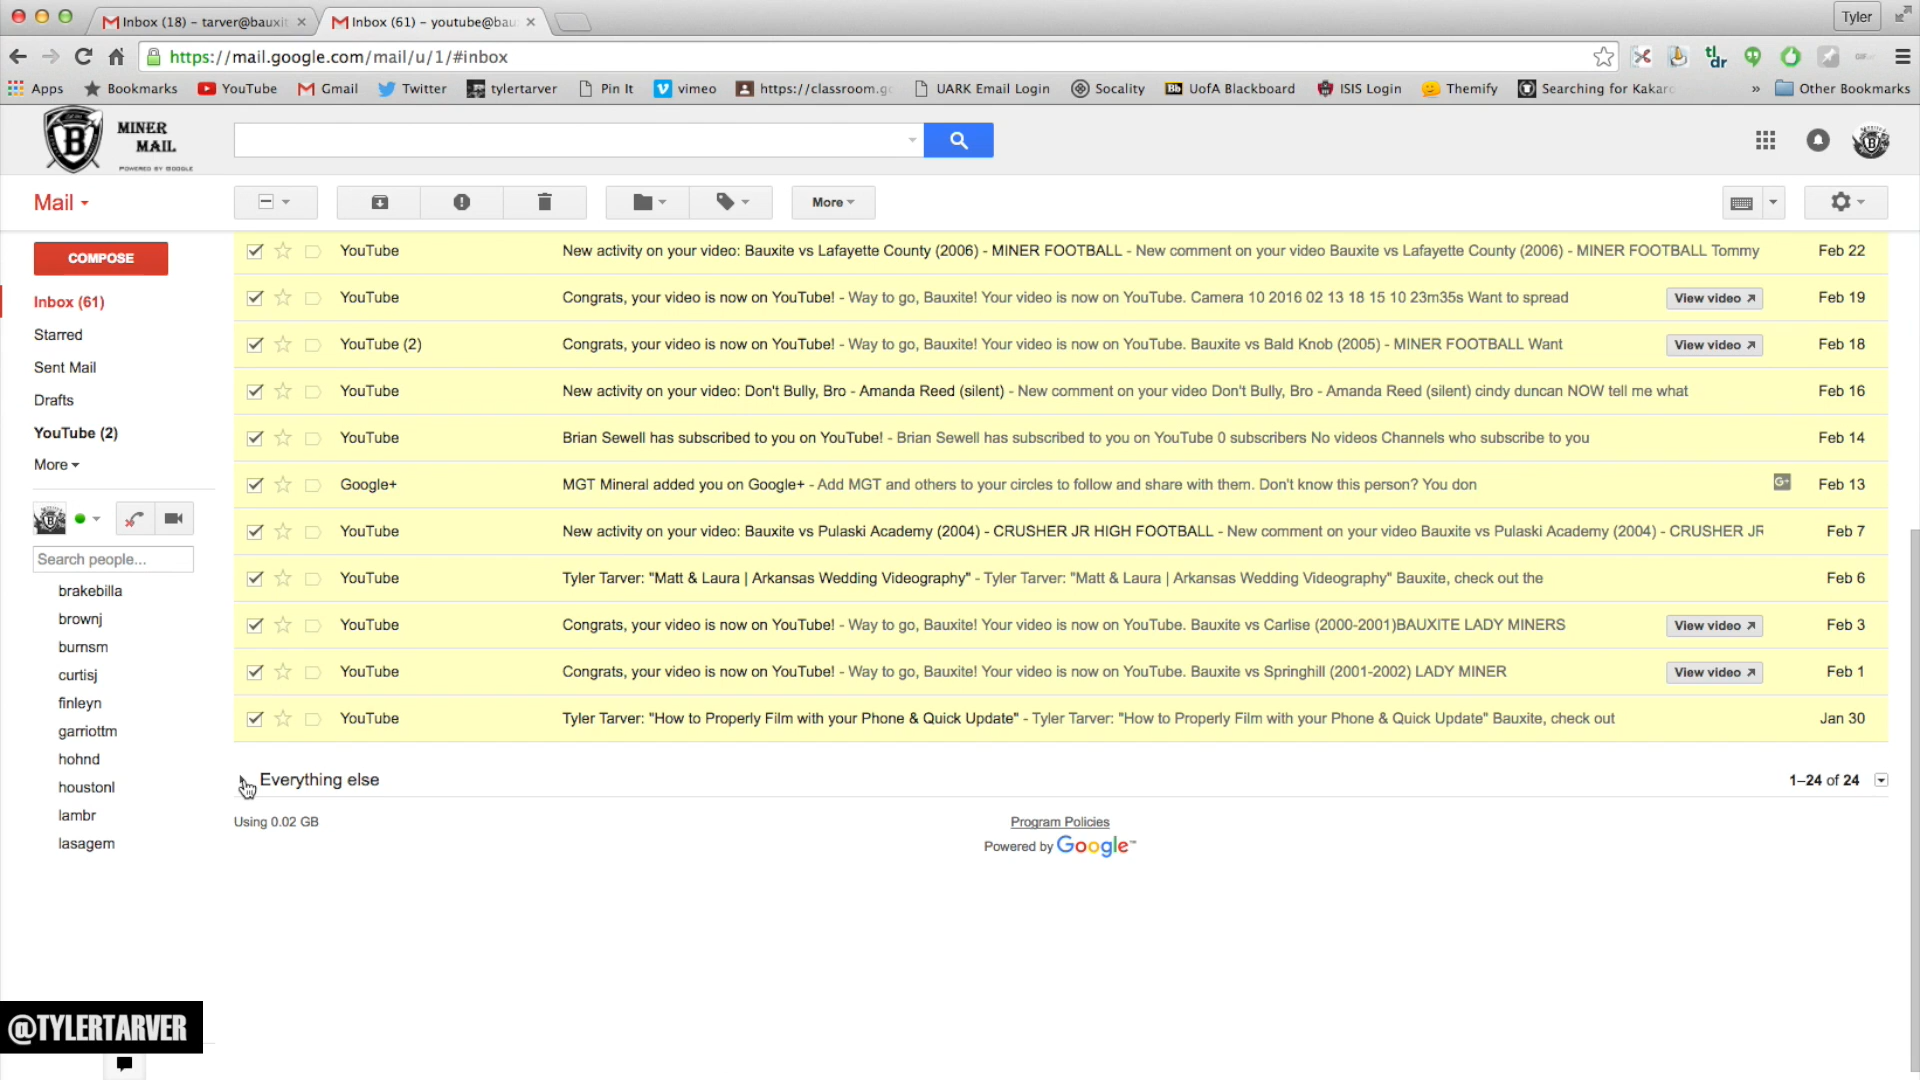 Inbox (18) - tarver@bauxit
Inbox (61) - youtube@bau
Tyler
https://mail.google.com/mail/u/1/#inbox
tl;dr
Apps Bookmarks YouTube Gmail Twitter tylertarver Pin It vimeo https://classroom.g UARK Email Login Socality Bb UofA Blackboard ISIS Login Themify Searching for Kakaro » Other Bookmarks
B MINER MAIL
POWERED BY GOOGLE
Mail
More
COMPOSE
Inbox (61)
Starred
Sent Mail
Drafts
YouTube (2)
More
Search people...
brakebilla
brownj
burnsm
curtisj
finleyn
garriottm
hohnd
houstonl
lambr
lasagem
YouTube New activity on your video: Bauxite vs Lafayette County (2006) - MINER FOOTBALL - New comment on your video Bauxite vs Lafayette County (2006) - MINER FOOTBALL Tommy Feb 22
YouTube Congrats, your video is now on YouTube! - Way to go, Bauxite! Your video is now on YouTube. Camera 10 2016 02 13 18 15 10 23m35s Want to spread View video Feb 19
YouTube (2) Congrats, your video is now on YouTube! - Way to go, Bauxite! Your video is now on YouTube. Bauxite vs Bald Knob (2005) - MINER FOOTBALL Want View video Feb 18
YouTube New activity on your video: Don't Bully, Bro - Amanda Reed (silent) - New comment on your video Don't Bully, Bro - Amanda Reed (silent) cindy duncan NOW tell me what Feb 16
YouTube Brian Sewell has subscribed to you on YouTube! - Brian Sewell has subscribed to you on YouTube 0 subscribers No videos Channels who subscribe to you Feb 14
Google+ MGT Mineral added you on Google+ - Add MGT and others to your circles to follow and share with them. Don't know this person? You don G+ Feb 13
YouTube New activity on your video: Bauxite vs Pulaski Academy (2004) - CRUSHER JR HIGH FOOTBALL - New comment on your video Bauxite vs Pulaski Academy (2004) - CRUSHER JR Feb 7
YouTube Tyler Tarver: "Matt & Laura | Arkansas Wedding Videography" - Tyler Tarver: "Matt & Laura | Arkansas Wedding Videography" Bauxite, check out the Feb 6
YouTube Congrats, your video is now on YouTube! - Way to go, Bauxite! Your video is now on YouTube. Bauxite vs Carlise (2000-2001)BAUXITE LADY MINERS View video Feb 3
YouTube Congrats, your video is now on YouTube! - Way to go, Bauxite! Your video is now on YouTube. Bauxite vs Springhill (2001-2002) LADY MINER View video Feb 1
YouTube Tyler Tarver: "How to Properly Film with your Phone & Quick Update" - Tyler Tarver: "How to Properly Film with your Phone & Quick Update" Bauxite, check out Jan 30
Everything else 1–24 of 24
Using 0.02 GB
Program Policies
Powered by Google™
@TYLERTARVER